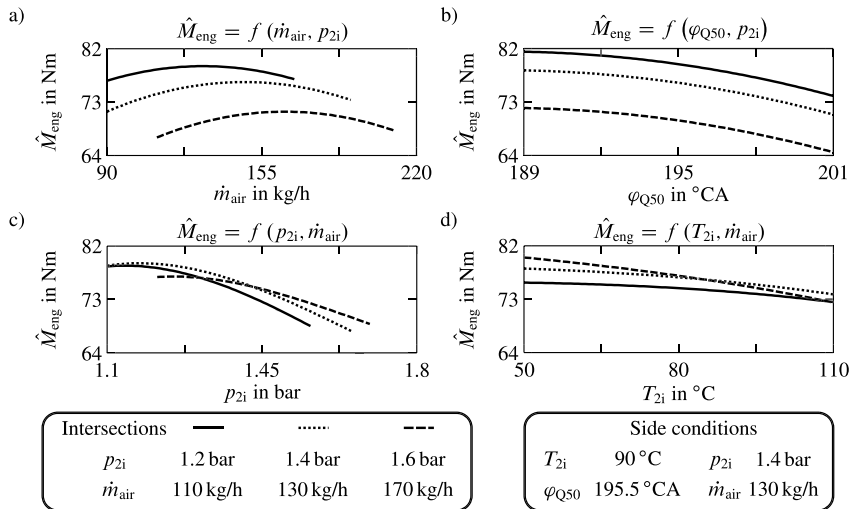 a)
M̂eng = f (ṁair, p2i)
M̂eng in Nm
82
73
64
90
155
220
ṁair in kg/h
b)
M̂eng = f (φQ50, p2i)
M̂eng in Nm
82
73
64
189
195
201
φQ50 in °CA
c)
M̂eng = f (p2i, ṁair)
M̂eng in Nm
82
73
64
1.1
1.45
1.8
p2i in bar
d)
M̂eng = f (T2i, ṁair)
M̂eng in Nm
82
73
64
50
80
110
T2i in °C
Intersections
p2i 1.2 bar 1.4 bar 1.6 bar
ṁair 110 kg/h 130 kg/h 170 kg/h
Side conditions
T2i 90 °C p2i 1.4 bar
φQ50 195.5 °CA ṁair 130 kg/h